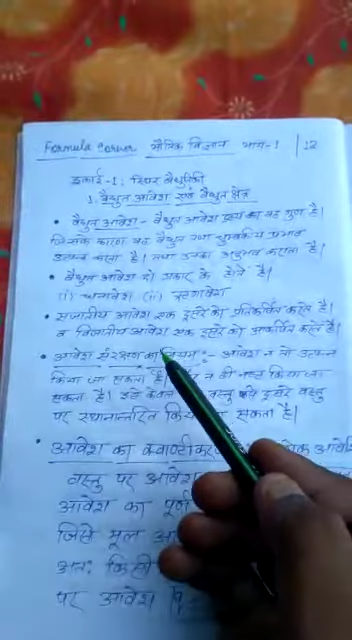 Formula Corner भौतिक विज्ञान भाग-1 | 12
इकाई-1: स्थिर वैद्युतिकी
1. वैद्युत आवेश एवं वैद्युत क्षेत्र
• वैद्युत आवेश - वैद्युत आवेश द्रव्य का वह गुण है।
जिसके कारण वह वैद्युत तथा चुम्बकीय प्रभाव
उत्पन्न करता है। तथा उनका अनुभव कराता है।
• वैद्युत आवेश दो प्रकार के होते है।
(i) धनावेश (ii) ऋणावेश
• सजातीय आवेश एक दूसरे को प्रतिकर्षित करते है।
व विजातीय आवेश एक दूसरे को आकर्षित करते है।
• आवेश संरक्षण का नियम :- आवेश न तो उत्पन्न
किया जा सकता है। न ही नष्ट किया जा
सकता है। इसे केवल वस्तु से दूसरे वस्तु
पर स्थानान्तरित किया जा सकता है।
• आवेश का क्वाण्टीकरण आवेशि
वस्तु पर आवेश
आवेश का पूर्ण
जिसे मूल आ
अतः किसी
पर आवेश q =